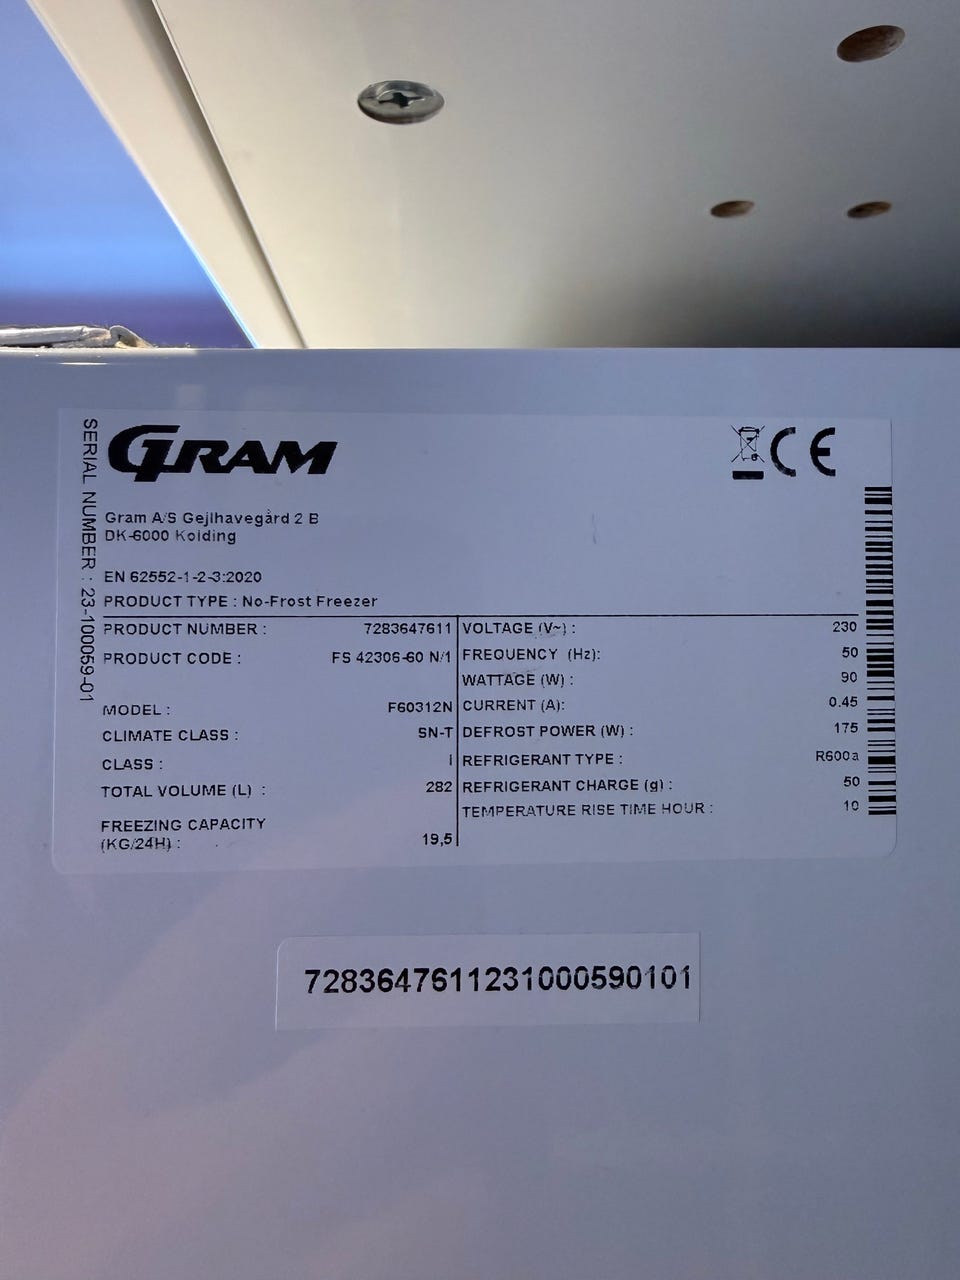 GRAM
CE
Gram A/S Gejlhavegård 2 B
DK-6000 Kolding
EN 62552-1-2-3:2020
PRODUCT TYPE : No-Frost Freezer
PRODUCT NUMBER : 7283647611
PRODUCT CODE : FS 42306-60 N/1
MODEL : F60312N
CLIMATE CLASS : SN-T
CLASS : I
TOTAL VOLUME (L) : 282
FREEZING CAPACITY
(KG/24H) : 19,5
VOLTAGE (V~) : 230
FREQUENCY (Hz): 50
WATTAGE (W) : 90
CURRENT (A): 0.45
DEFROST POWER (W) : 175
REFRIGERANT TYPE : R600a
REFRIGERANT CHARGE (g) : 50
TEMPERATURE RISE TIME HOUR : 10
SERIAL NUMBER : 23-100059-01
7283647611231000590101